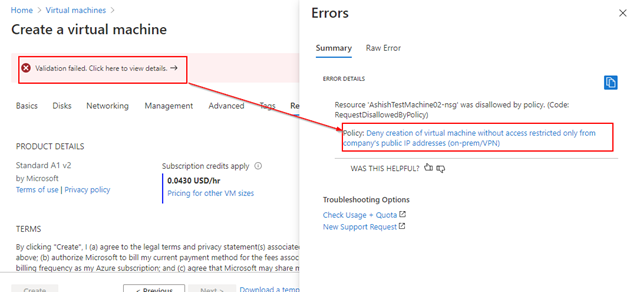 Home > Virtual machines >
Create a virtual machine
Validation failed. Click here to view details. →
Basics Disks Networking Management Advanced Tags Re
PRODUCT DETAILS
Standard A1 v2
by Microsoft
Terms of use | Privacy policy
Subscription credits apply
0.0430 USD/hr
Pricing for other VM sizes
TERMS
By clicking "Create", I (a) agree to the legal terms and privacy statement(s) associated
above; (b) authorize Microsoft to bill my current payment method for the fees assoc
billing frequency as my Azure subscription; and (c) agree that Microsoft may share m
Create
< Previous
Next >
Download a temp
Errors
Summary Raw Error
ERROR DETAILS
Resource 'AshishTestMachine02-nsg' was disallowed by policy. (Code:
RequestDisallowedByPolicy)
Policy: Deny creation of virtual machine without access restricted only from
company's public IP addresses (on-prem/VPN)
WAS THIS HELPFUL?
Troubleshooting Options
Check Usage + Quota
New Support Request